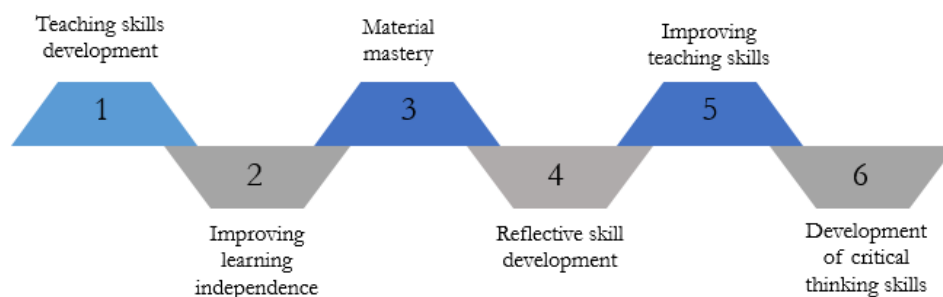 Teaching skills
development
1
2
Improving
learning
independence
Material
mastery
3
4
Reflective skill
development
Improving
teaching skills
5
6
Development
of critical
thinking skills